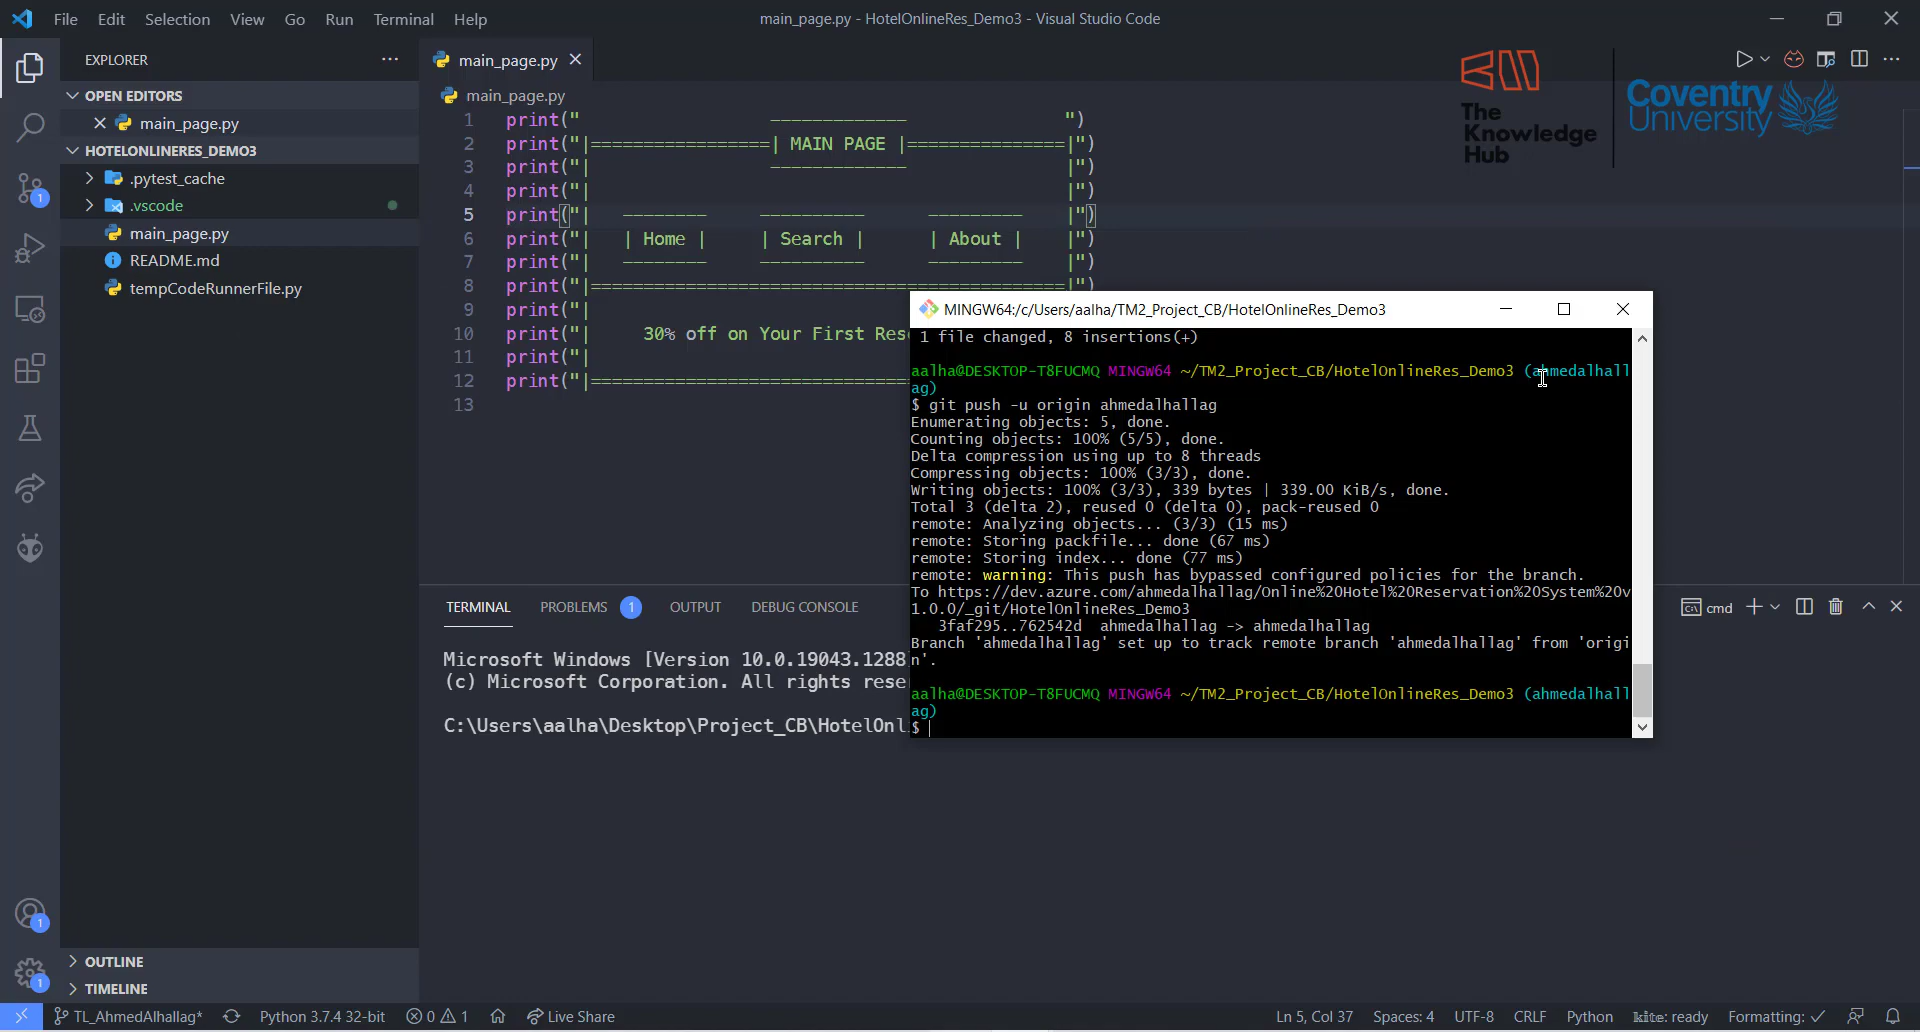 File Edit Selection View Go Run Terminal Help
main_page.py - HotelOnlineRes_Demo3 - Visual Studio Code
EXPLORER
OPEN EDITORS
main_page.py
HOTELONLINERES_DEMO3
.pytest_cache
.vscode
main_page.py
README.md
tempCodeRunnerFile.py
OUTLINE
TIMELINE
main_page.py
main_page.py
The
Knowledge
Hub
Coventry
University
1 print(" _____________ ")
2 print("|=================| MAIN PAGE |===============|")
3 print("| ————————————— |")
4 print("| |")
5 print("| ________ __________ _________ |")
6 print("| | Home | | Search | | About | |")
7 print("| ———————— —————————— ————————— |")
8 print("|=============================================|")
9 print("|
10 print("| 30% off on Your First Res
11 print("|
12 print("|==============================
13
TERMINAL PROBLEMS 1 OUTPUT DEBUG CONSOLE
cmd
Microsoft Windows [Version 10.0.19043.1288
(c) Microsoft Corporation. All rights rese
C:\Users\aalha\Desktop\Project_CB\HotelOnl
MINGW64:/c/Users/aalha/TM2_Project_CB/HotelOnlineRes_Demo3
1 file changed, 8 insertions(+)
aalha@DESKTOP-T8FUCMQ MINGW64 ~/TM2_Project_CB/HotelOnlineRes_Demo3 (ahmedalhall
ag)
$ git push -u origin ahmedalhallag
Enumerating objects: 5, done.
Counting objects: 100% (5/5), done.
Delta compression using up to 8 threads
Compressing objects: 100% (3/3), done.
Writing objects: 100% (3/3), 339 bytes | 339.00 KiB/s, done.
Total 3 (delta 2), reused 0 (delta 0), pack-reused 0
remote: Analyzing objects... (3/3) (15 ms)
remote: Storing packfile... done (67 ms)
remote: Storing index... done (77 ms)
remote: warning: This push has bypassed configured policies for the branch.
To https://dev.azure.com/ahmedalhallag/Online%20Hotel%20Reservation%20System%20v
1.0.0/_git/HotelOnlineRes_Demo3
3faf295..762542d ahmedalhallag -> ahmedalhallag
Branch 'ahmedalhallag' set up to track remote branch 'ahmedalhallag' from 'origi
n'.
aalha@DESKTOP-T8FUCMQ MINGW64 ~/TM2_Project_CB/HotelOnlineRes_Demo3 (ahmedalhall
ag)
$
1
1
1
TL_AhmedAlhallag* Python 3.7.4 32-bit 0 1 Live Share Ln 5, Col 37 Spaces: 4 UTF-8 CRLF Python kite: ready Formatting: ✓